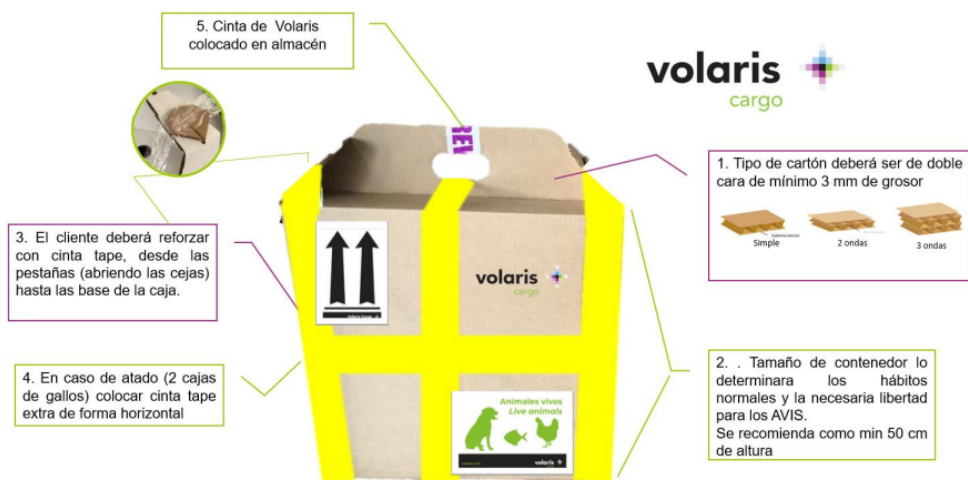 5. Cinta de Volaris
colocado en almacén
volaris
cargo
REV
1. Tipo de cartón deberá ser de doble
cara de mínimo 3 mm de grosor
Simple
2 ondas
3 ondas
3. El cliente deberá reforzar
con cinta tape, desde las
pestañas (abriendo las cejas)
hasta las base de la caja.
volaris
cargo
4. En caso de atado (2 cajas
de gallos) colocar cinta tape
extra de forma horizontal
2. . Tamaño de contenedor lo
determinara los hábitos
normales y la necesaria libertad
para los AVIS.
Se recomienda como min 50 cm
de altura
Animales vivos
Live animals
volaris